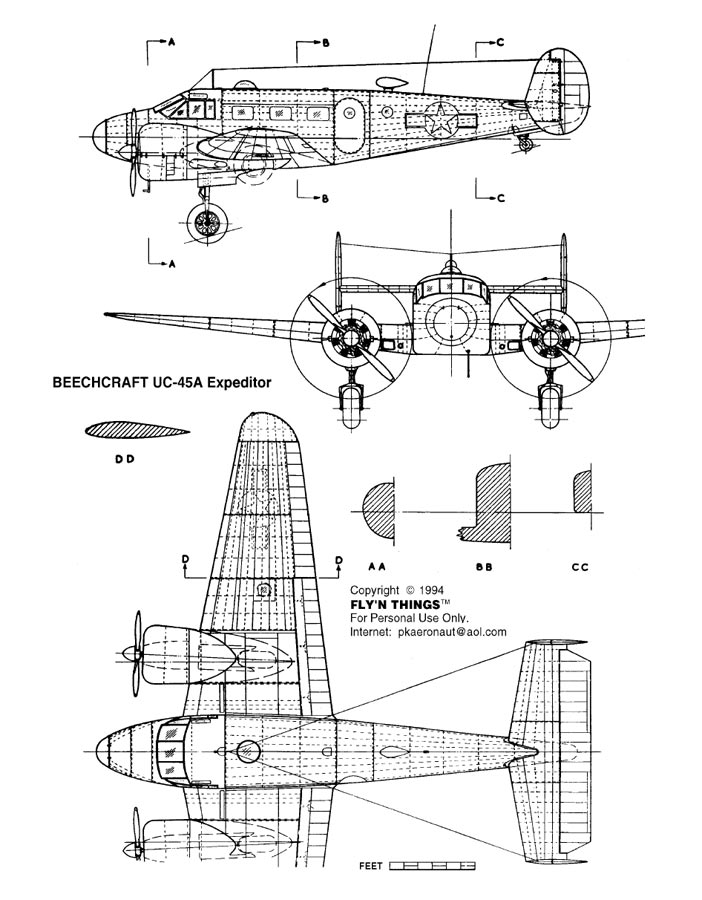 A
B
C
B
C
A
BEECHCRAFT UC-45A Expeditor
D D
A A
B B
C C
D
D
Copyright © 1994
FLY'N THINGS™
For Personal Use Only.
Internet: pkaeronaut@aol.com
FEET